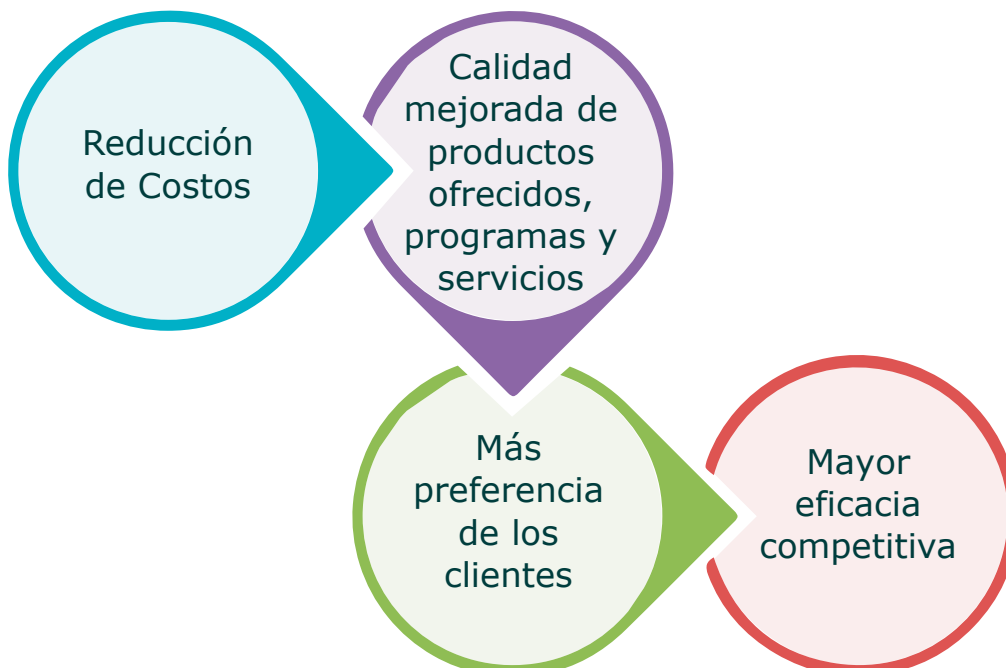 Reducción
de Costos
Calidad
mejorada de
productos
ofrecidos,
programas y
servicios
Más
preferencia
de los
clientes
Mayor
eficacia
competitiva